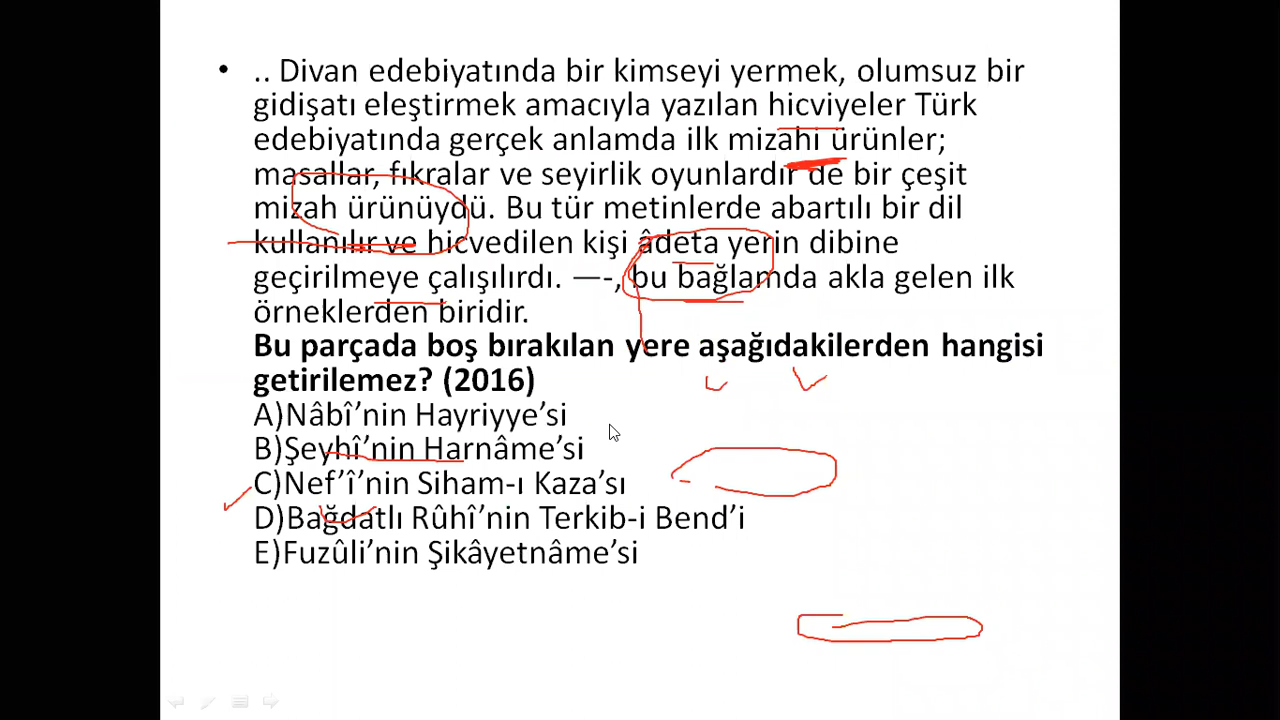 • .. Divan edebiyatında bir kimseyi yermek, olumsuz bir
gidişatı eleştirmek amacıyla yazılan hicviyeler Türk
edebiyatında gerçek anlamda ilk mizahi ürünler;
masallar, fıkralar ve seyirlik oyunlardır de bir çeşit
mizah ürünüydü. Bu tür metinlerde abartılı bir dil
kullanılır ve hicvedilen kişi âdeta yerin dibine
geçirilmeye çalışılırdı. —-, bu bağlamda akla gelen ilk
örneklerden biridir.
Bu parçada boş bırakılan yere aşağıdakilerden hangisi
getirilemez? (2016)
A)Nâbî’nin Hayriyye’si
B)Şeyhî’nin Harnâme’si
C)Nef’î’nin Siham-ı Kaza’sı
D)Bağdatlı Rûhî’nin Terkib-i Bend’i
E)Fuzûli’nin Şikâyetnâme’si